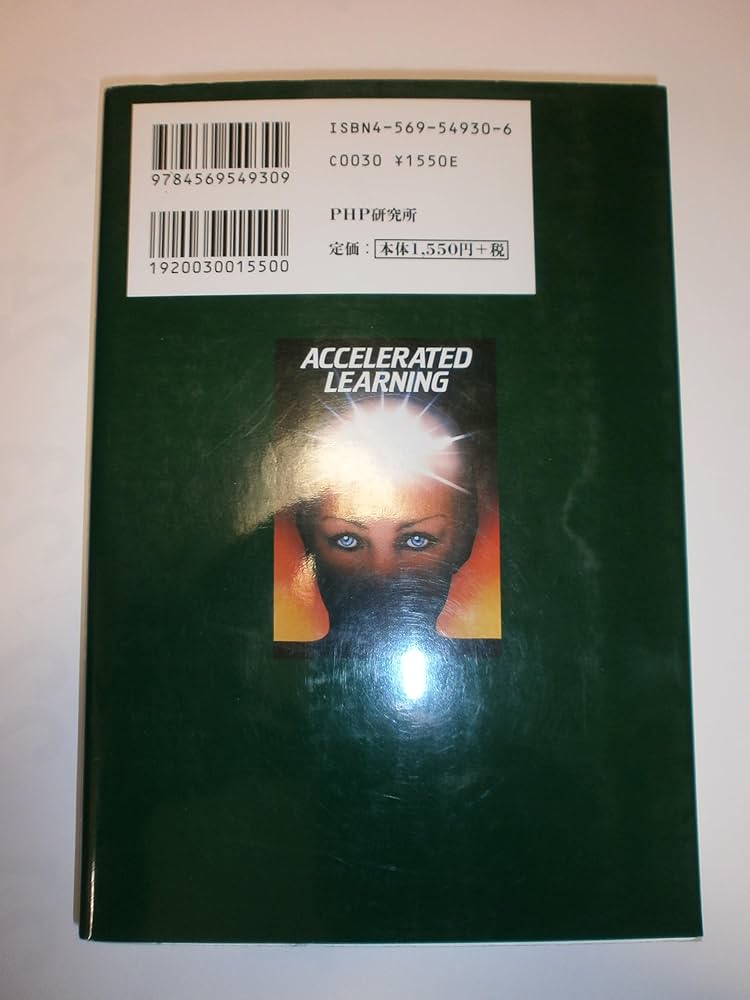 ISBN4-569-54930-6
C0030 ¥1550E
9784569549309
PHP研究所
定価：本体1,550円+税
1920030015500
ACCELERATED
LEARNING